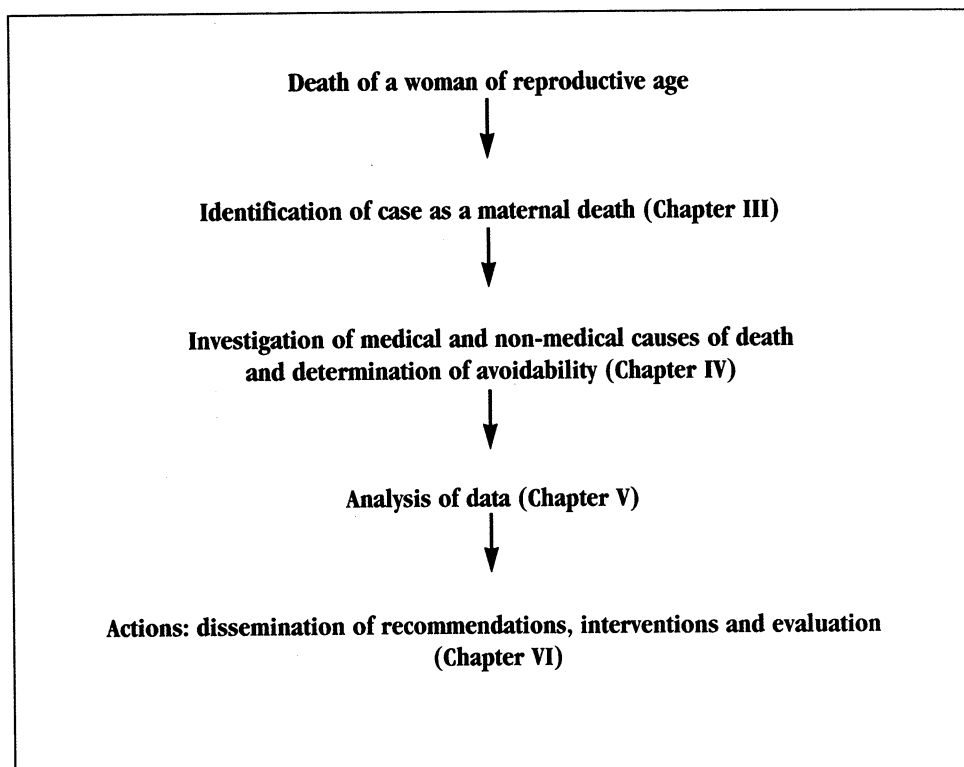 Death of a woman of reproductive age
Identification of case as a maternal death (Chapter III)
Investigation of medical and non-medical causes of death
and determination of avoidability (Chapter IV)
Analysis of data (Chapter V)
Actions: dissemination of recommendations, interventions and evaluation
(Chapter VI)